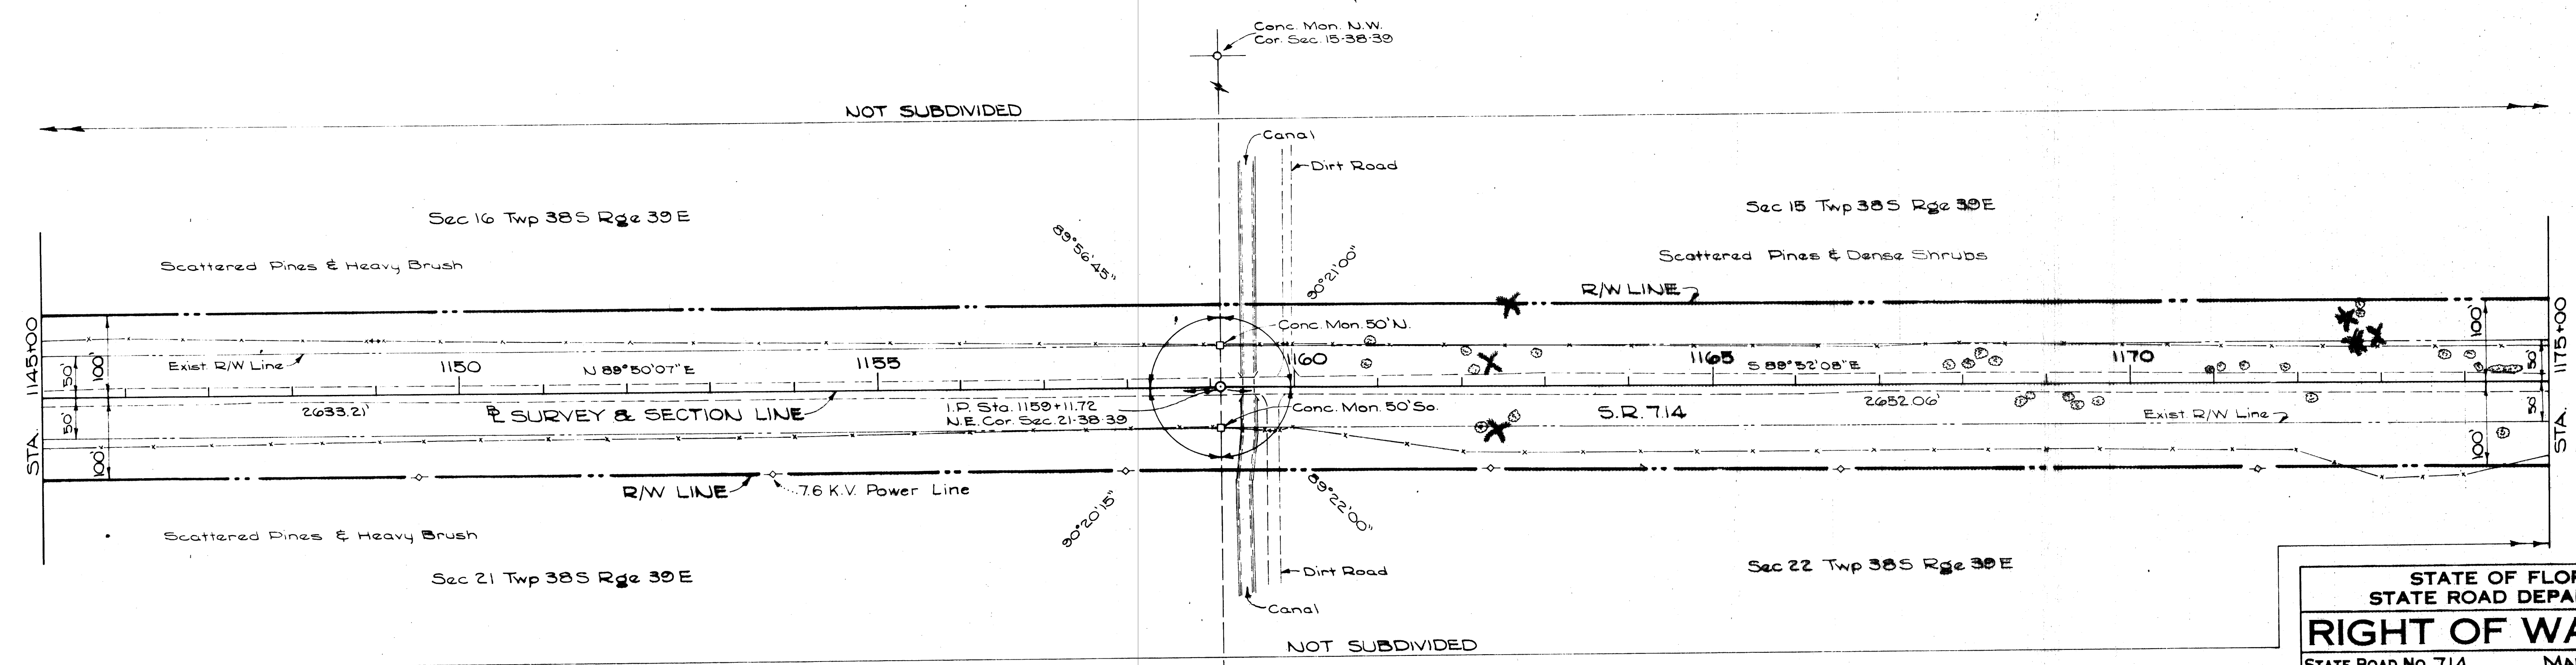 Conc. Mon. N.W.
Cor. Sec. 15-38-39
NOT SUBDIVIDED
Canal
Dirt Road
Sec 16 Twp 38S Rge 39E
Sec 15 Twp 38S Rge 39E
Scattered Pines & Heavy Brush
89°56'45"
90°21'00"
Scattered Pines & Dense Shrubs
R/W LINE
STA. 1145+00
100'
50'
50'
100'
Exist. R/W Line
1150
N 89°50'07"E
1155
Conc. Mon. 50' N.
1160
1165
S 89°52'08"E
1170
100'
50'
50'
100'
STA. 1175+00
2633.21'
BL SURVEY & SECTION LINE
I.P. Sta. 1159+11.72
N.E. Cor. Sec. 21-38-39
Conc. Mon. 50' So.
S.R. 714
2652.06'
Exist. R/W Line
R/W LINE
7.6 K.V. Power Line
90°20'15"
89°22'00"
Scattered Pines & Heavy Brush
Sec 21 Twp 38S Rge 39E
Dirt Road
Canal
Sec 22 Twp 38S Rge 39E
NOT SUBDIVIDED
STATE OF FLOR
STATE ROAD DEPA
RIGHT OF WA
STATE ROAD NO. 714 MA